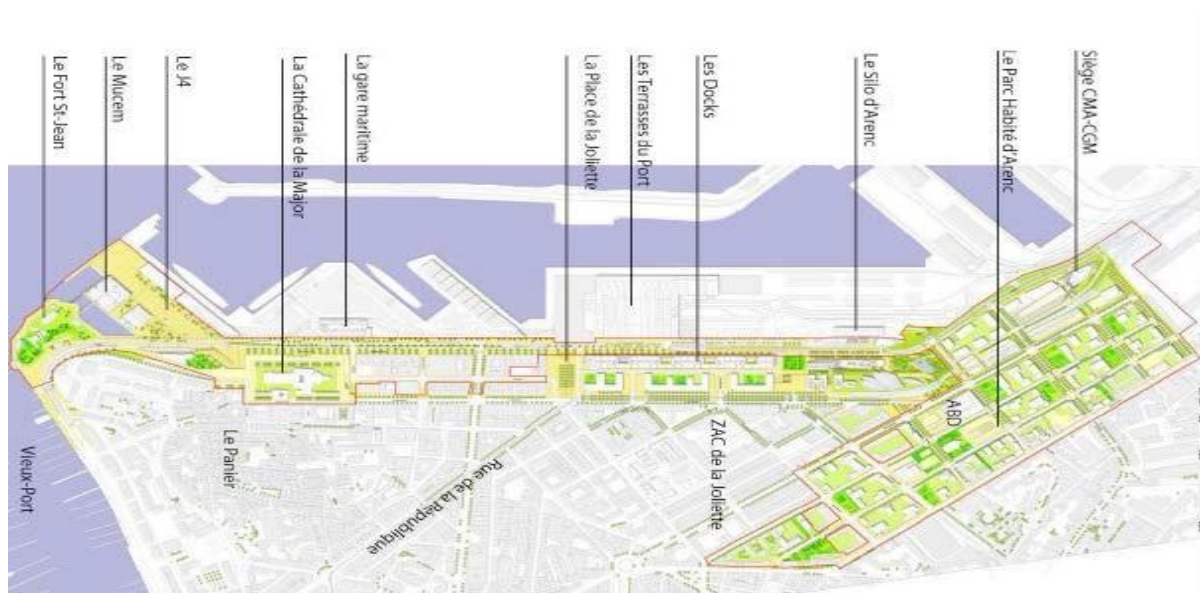 Le Fort St-Jean
Le Mucem
Le J4
La Cathédrale de la Major
La gare maritime
La Place de la Joliette
Les Terrasses du Port
Les Docks
Le Silo d'Arenc
Le Parc Habité d'Arenc
Siège CMA-CGM
Vieux-Port
Le Panier
Rue de la République
ZAC de la Joliette
ABD